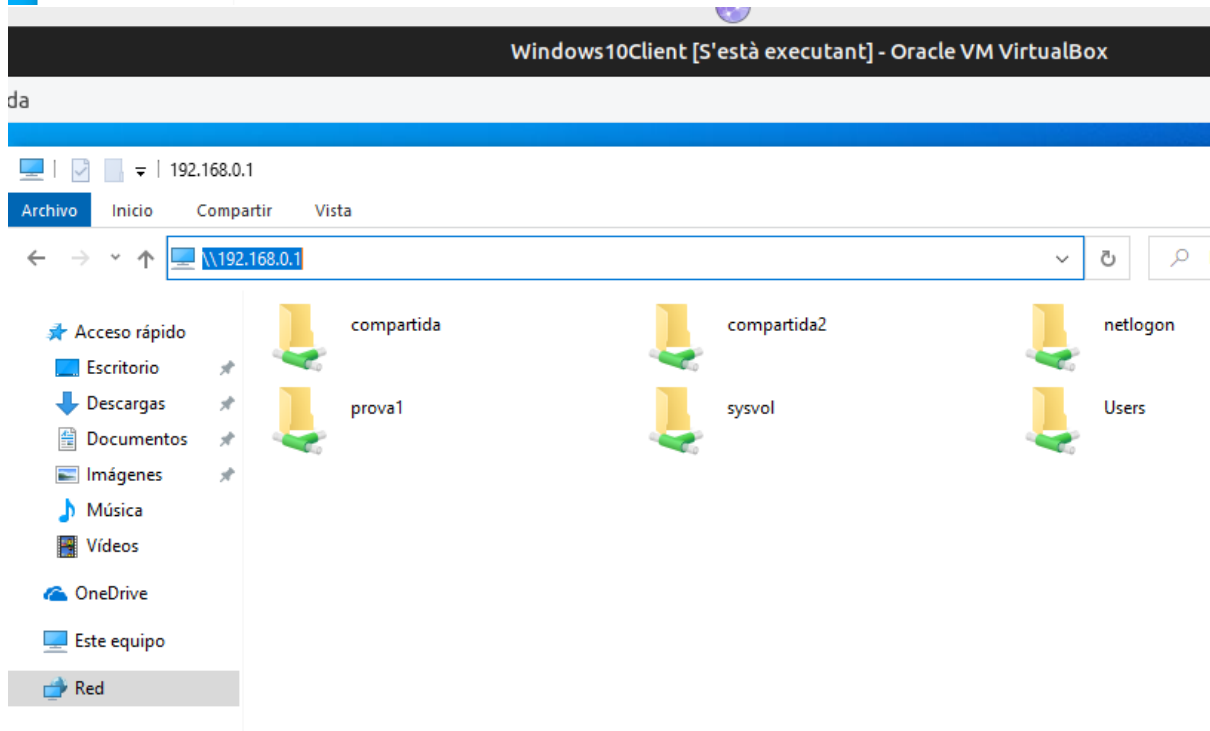 Windows10Client [S'està executant] - Oracle VM VirtualBox
da
192.168.0.1
Archivo Inicio Compartir Vista
\\192.168.0.1
Acceso rápido
Escritorio
Descargas
Documentos
Imágenes
Música
Vídeos
OneDrive
Este equipo
Red
compartida compartida2 netlogon
prova1 sysvol Users